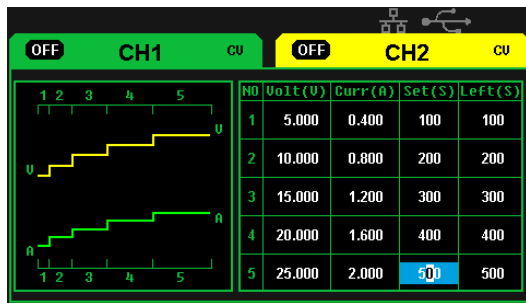 OFF CH1 CV OFF CH2 CV
1 2 3 4 5
V
V
A
A
1 2 3 4 5
NO Volt(V) Curr(A) Set(S) Left(S)
1 5.000 0.400 100 100
2 10.000 0.800 200 200
3 15.000 1.200 300 300
4 20.000 1.600 400 400
5 25.000 2.000 500 500